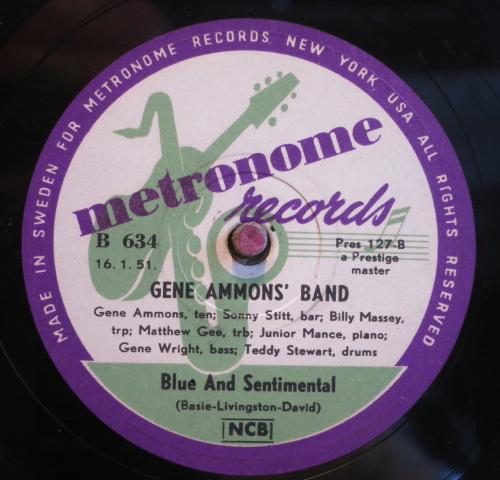 MADE IN SWEDEN FOR METRONOME RECORDS NEW YORK, USA ALL RIGHTS RESERVED
metronome
records
B 634
16.1.51.
Pres 127-B
a Prestige
master
GENE AMMONS' BAND
Gene Ammons, ten; Sonny Stitt, bar; Billy Massey,
trp; Matthew Gee, trb; Junior Mance, piano;
Gene Wright, bass; Teddy Stewart, drums
Blue And Sentimental
(Basie-Livingston-David)
NCB